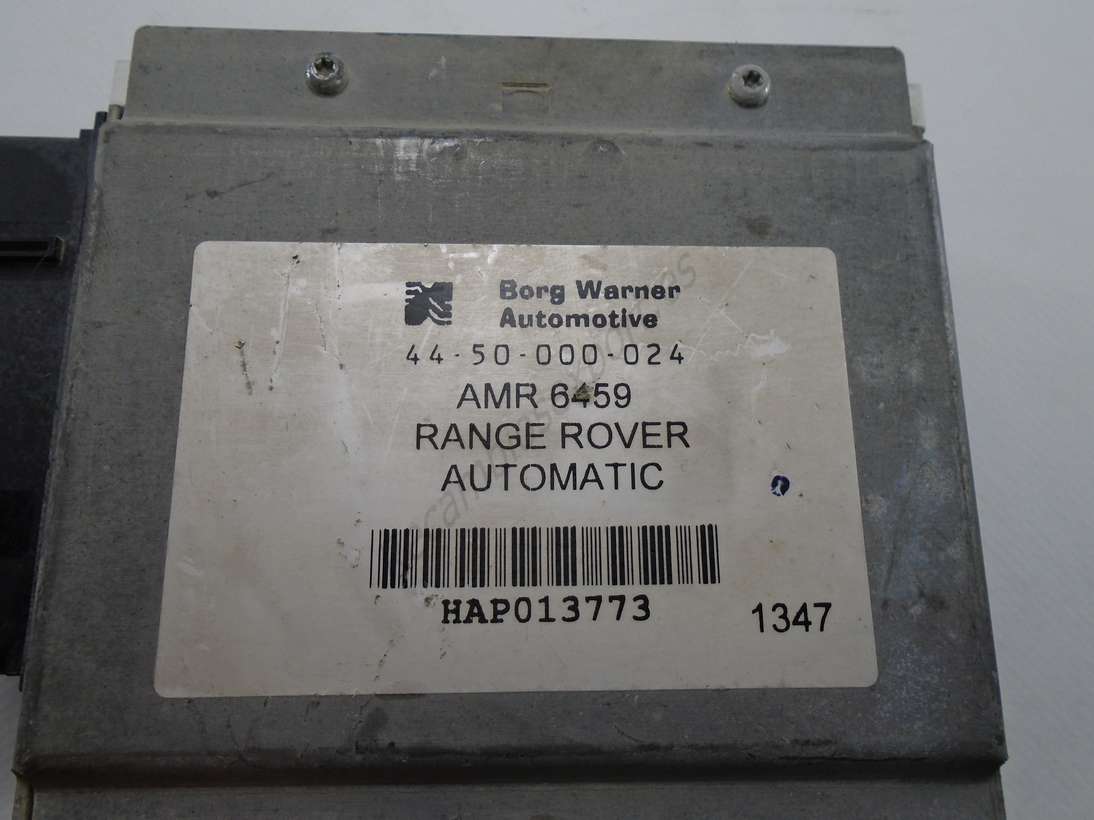 Borg Warner
Automotive
44-50-000-024
AMR 6459
RANGE ROVER
AUTOMATIC
HAP013773
1347